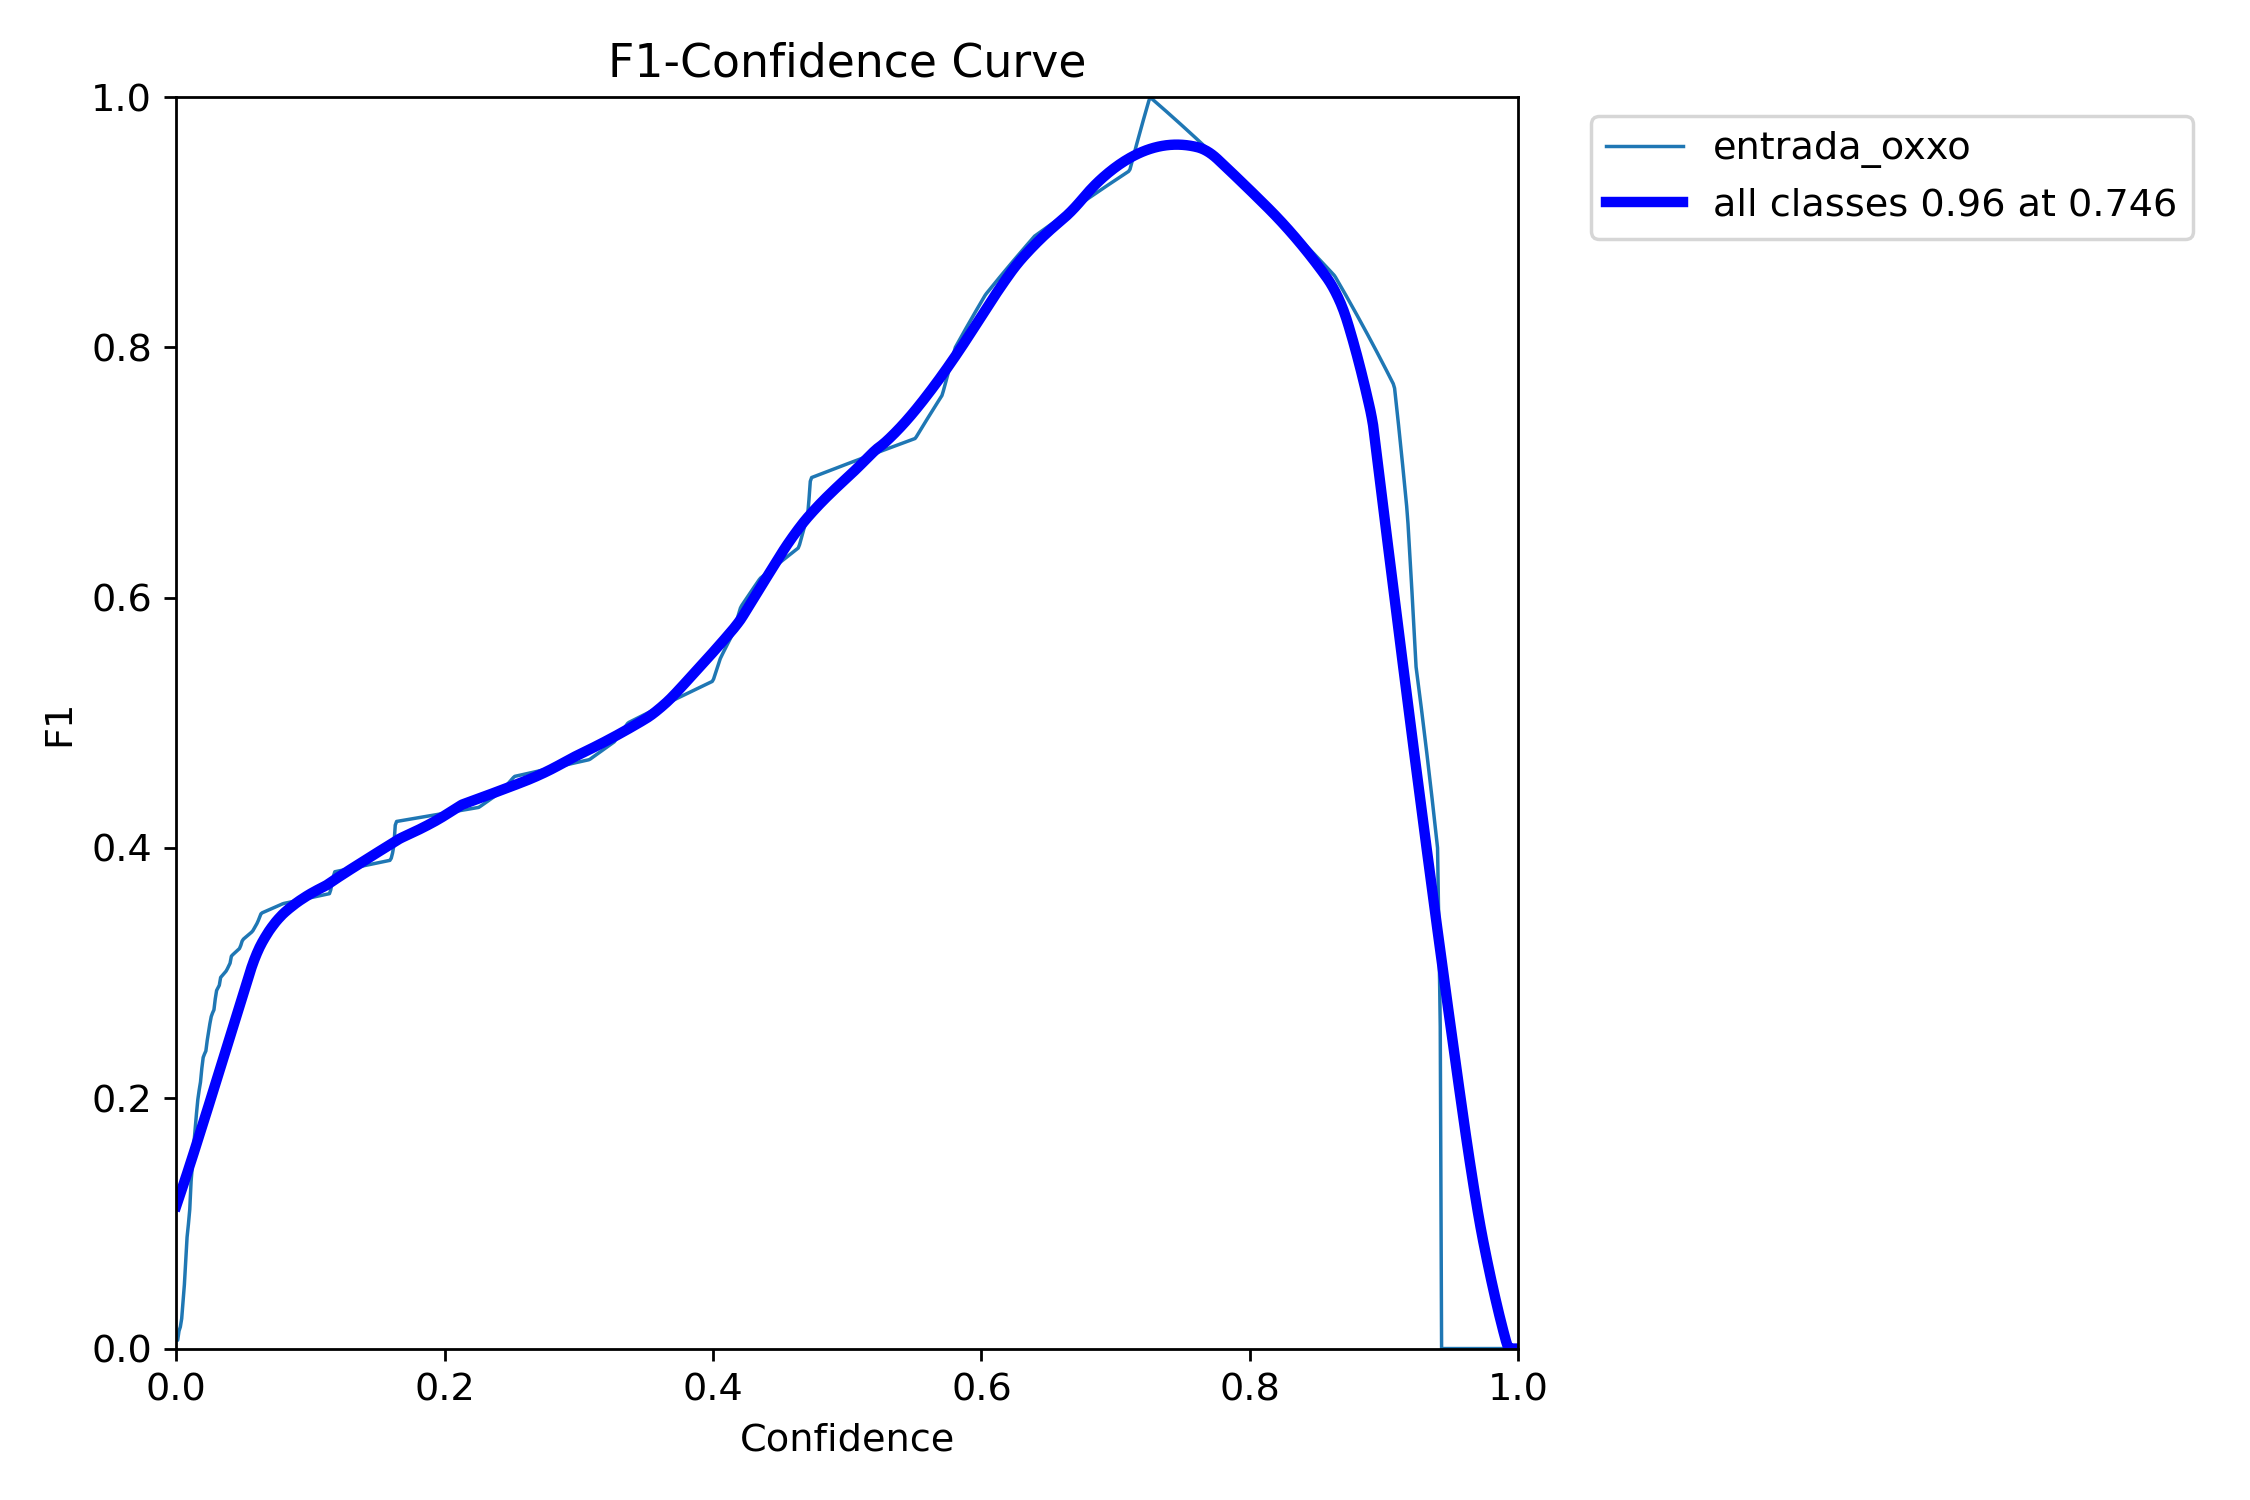 F1-Confidence Curve
1.0
0.8
0.6
0.4
0.2
0.0
F1
0.0 0.2 0.4 0.6 0.8 1.0
Confidence
entrada_oxxo
all classes 0.96 at 0.746